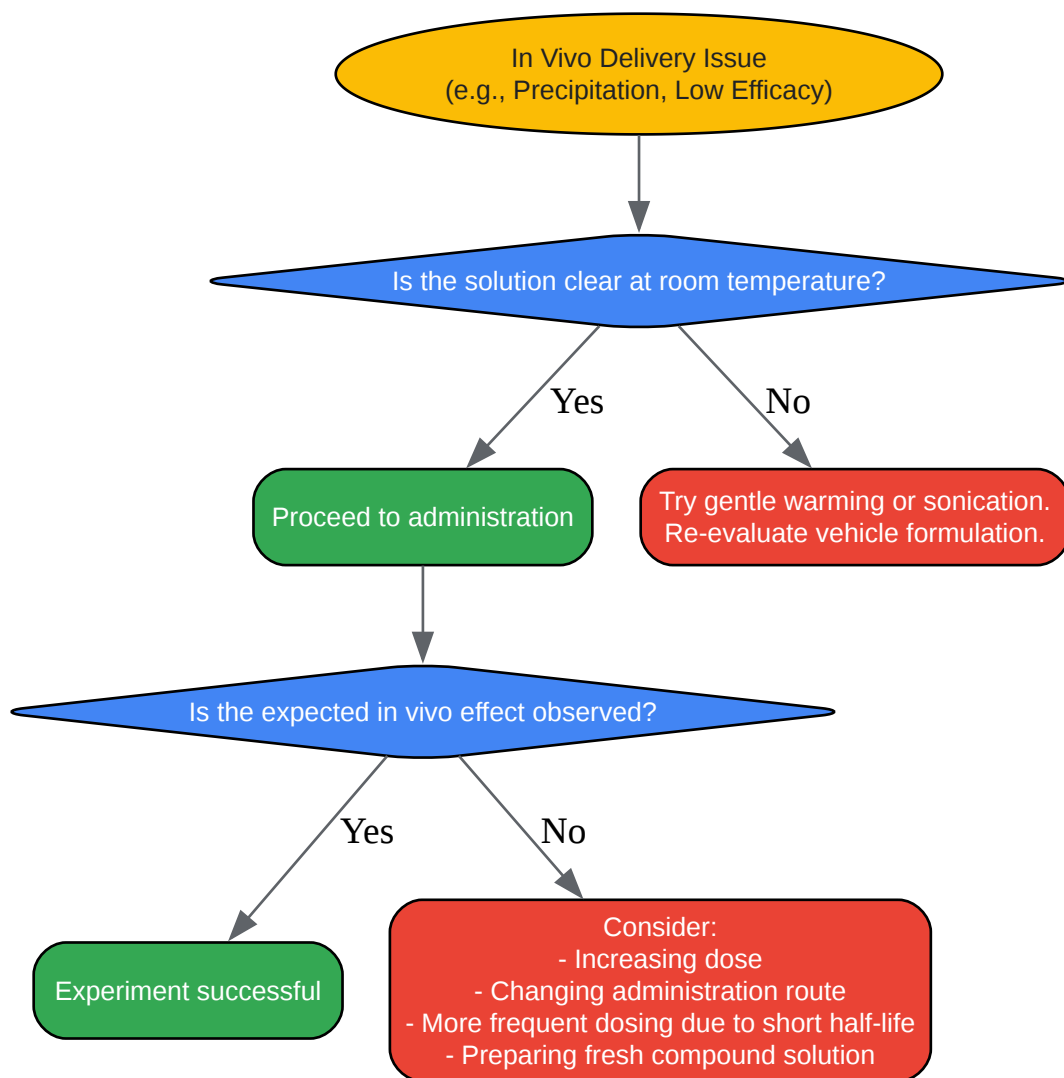 In Vivo Delivery Issue
(e.g., Precipitation, Low Efficacy)
Is the solution clear at room temperature?
Yes
No
Proceed to administration
Try gentle warming or sonication.
Re-evaluate vehicle formulation.
Is the expected in vivo effect observed?
Yes
No
Experiment successful
Consider:
- Increasing dose
- Changing administration route
- More frequent dosing due to short half-life
- Preparing fresh compound solution